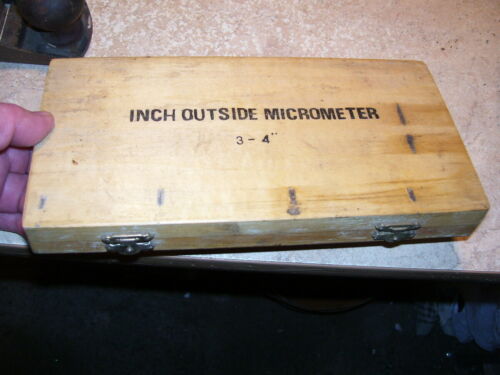 INCH OUTSIDE MICROMETER
3 - 4"